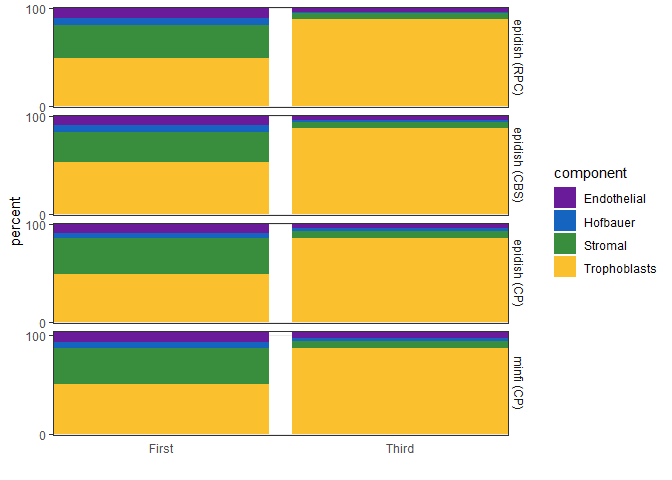 percent
100
0
epidish (RPC)
100
0
epidish (CBS)
100
0
epidish (CP)
100
0
minfi (CP)
First Third
component
Endothelial
Hofbauer
Stromal
Trophoblasts